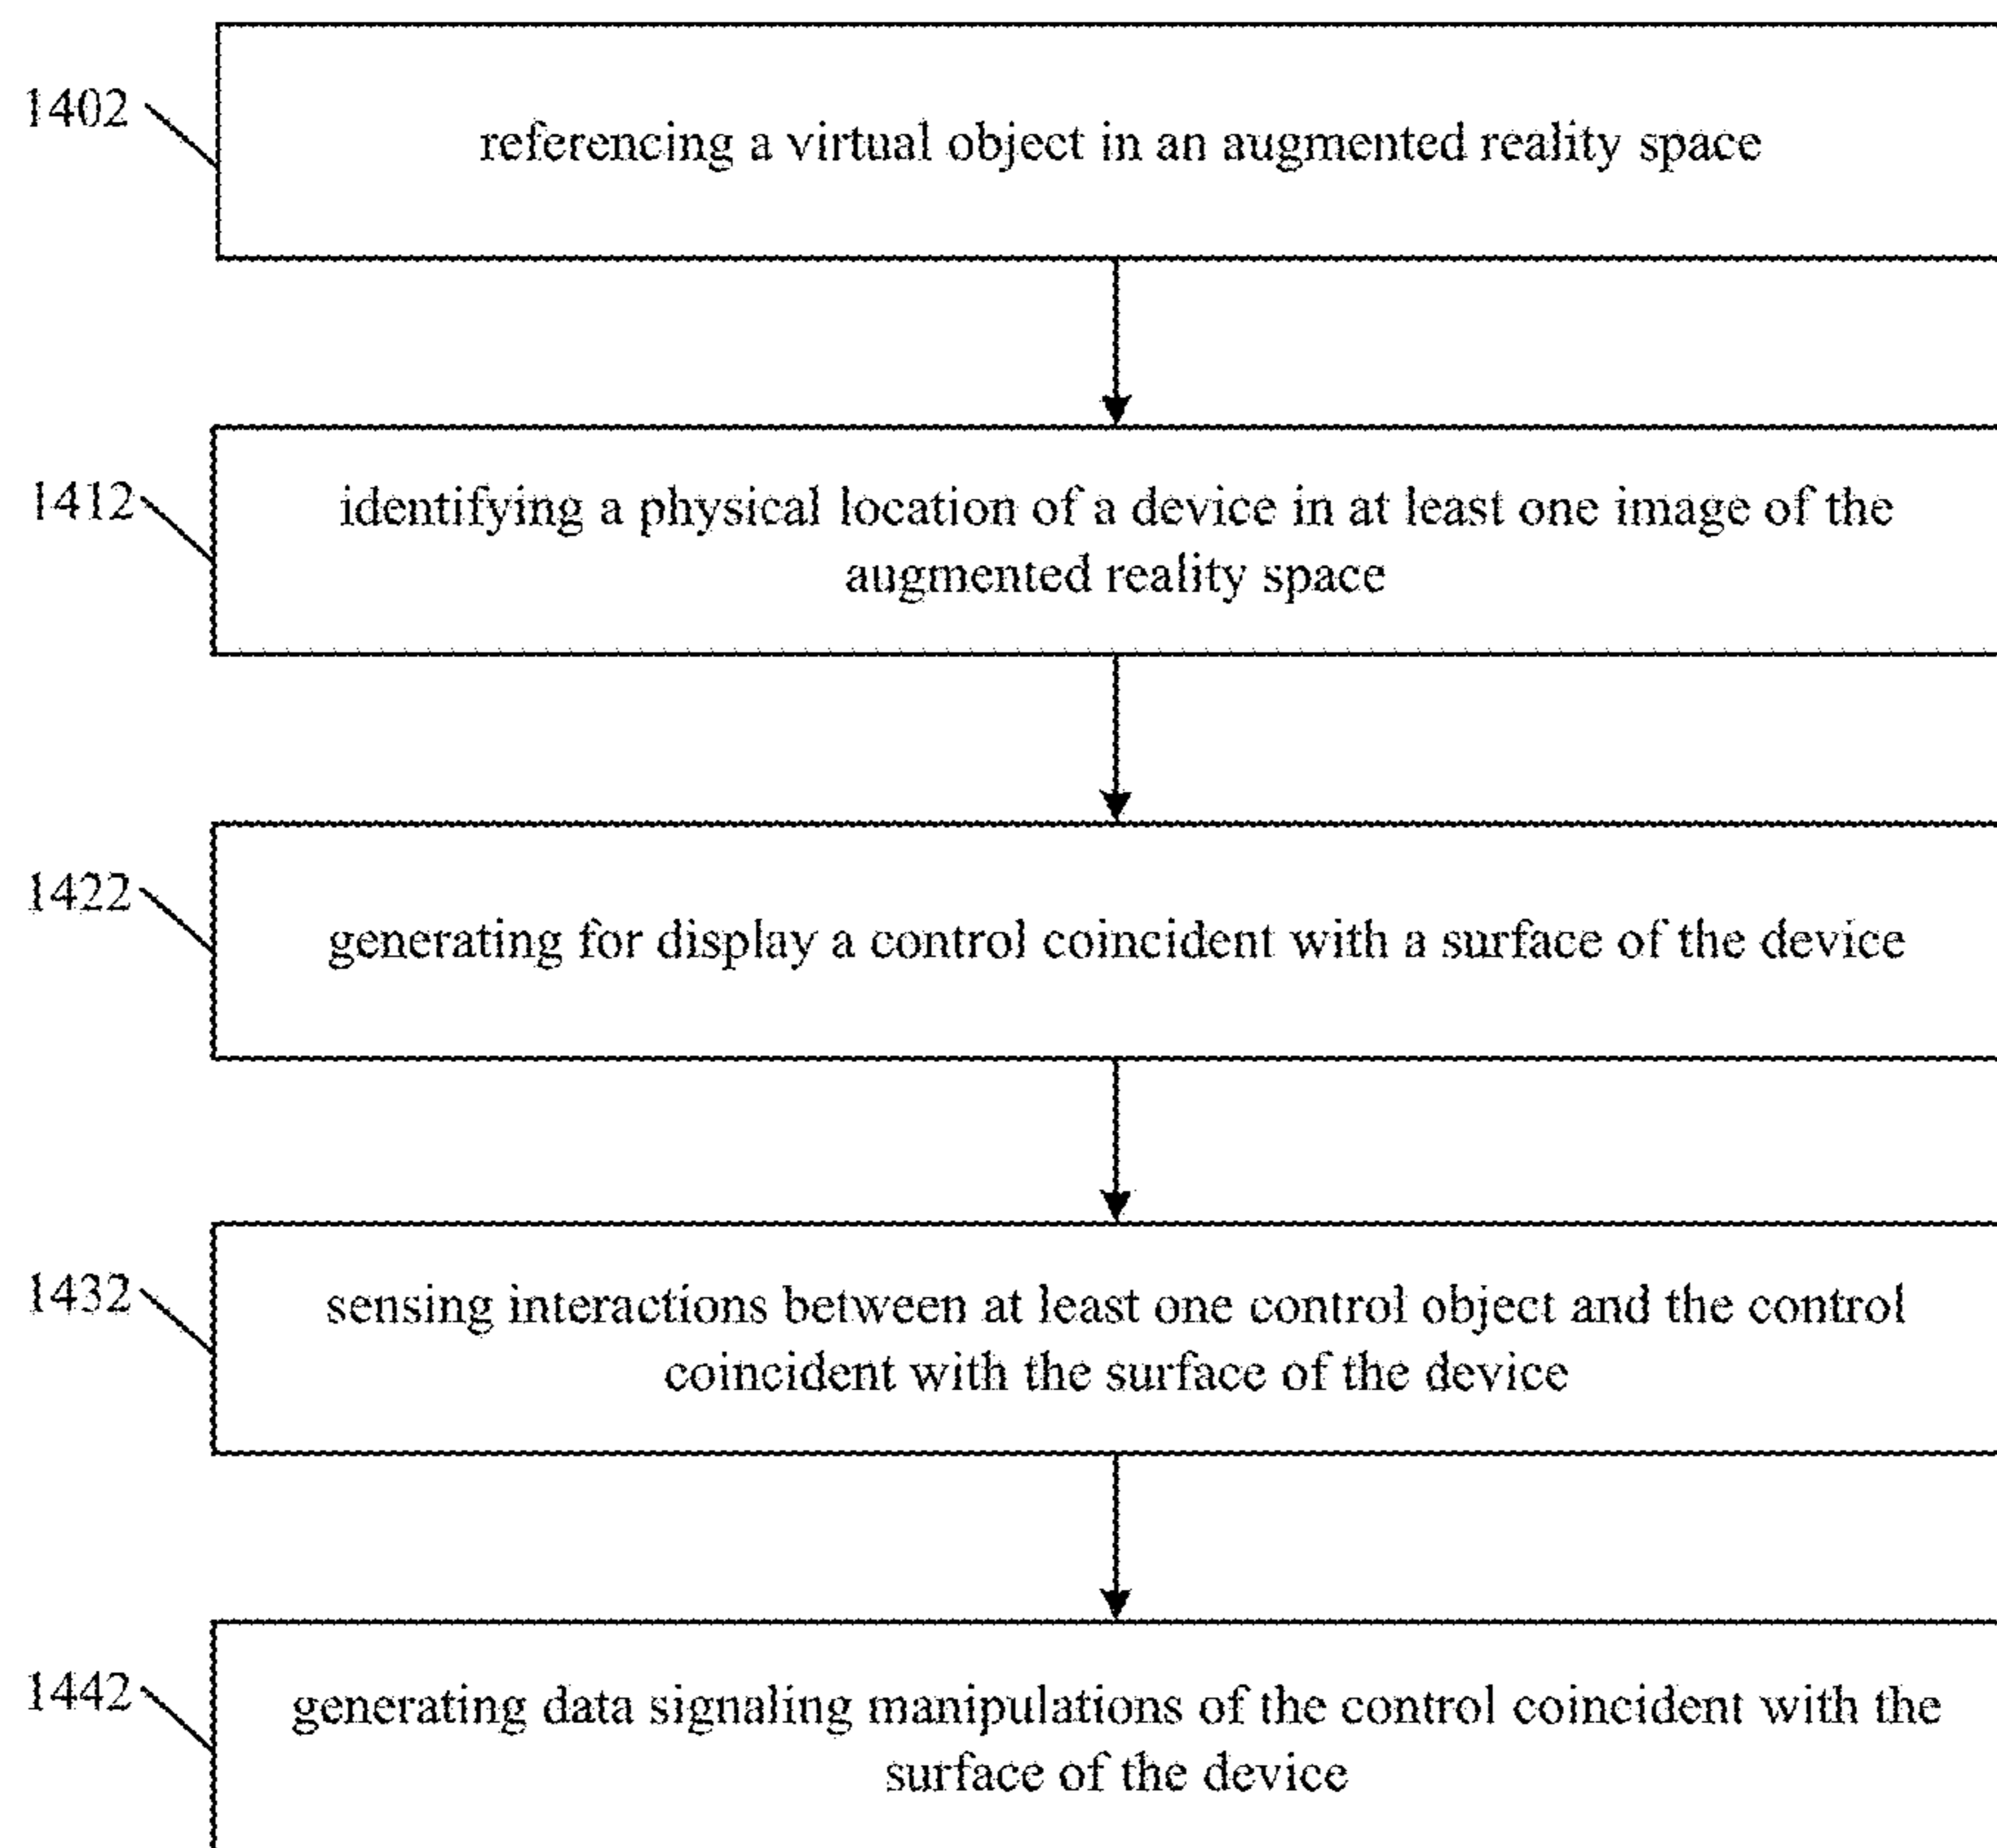 1402
referencing a virtual object in an augmented reality space
1412
identifying a physical location of a device in at least one image of the
augmented reality space
1422
generating for display a control coincident with a surface of the device
1432
sensing interactions between at least one control object and the control
coincident with the surface of the device
1442
generating data signaling manipulations of the control coincident with the
surface of the device